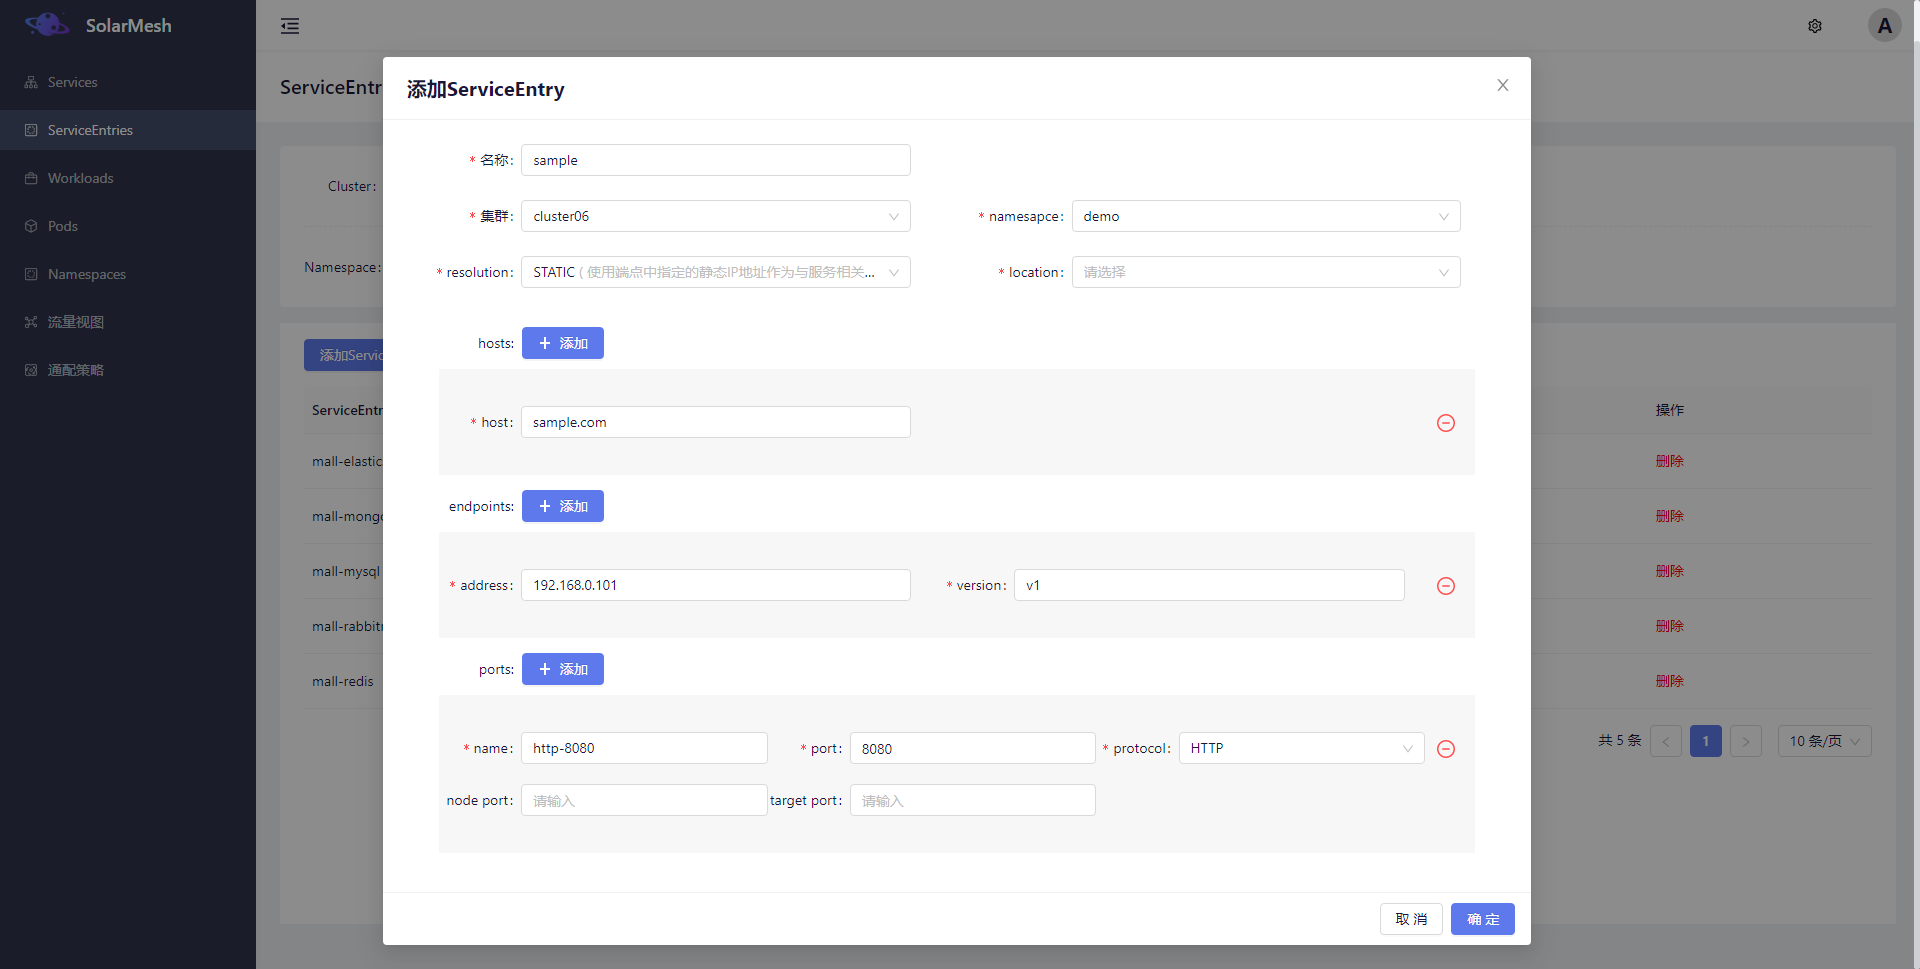 SolarMesh
A
Services
ServiceEntries
Workloads
Pods
Namespaces
流量视图
通配策略
ServiceEntr
Cluster:
Namespace:
添加Servic
ServiceEntr
操作
mall-elastic
删除
mall-mongo
删除
mall-mysql
删除
mall-rabbitm
删除
mall-redis
删除
共 5 条
<
1
>
10 条/页
添加ServiceEntry
* 名称:
sample
* 集群:
cluster06
* namesapce:
demo
* resolution:
STATIC ( 使用端点中指定的静态IP地址作为与服务相关...
* location:
请选择
hosts:
+ 添加
* host:
sample.com
endpoints:
+ 添加
* address:
192.168.0.101
* version:
v1
ports:
+ 添加
* name:
http-8080
* port:
8080
* protocol:
HTTP
node port:
请输入
target port:
请输入
取 消
确 定